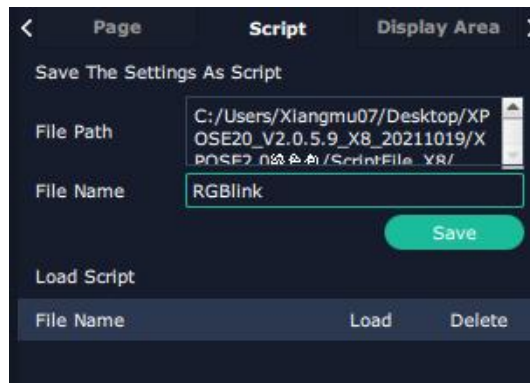 Page Script Display Area
Save The Settings As Script
File Path
C:/Users/Xiangmu07/Desktop/XP
OSE20_V2.0.5.9_X8_20211019/X
POSE2.0 /ScriptFile_X8/
File Name RGBlink
Save
Load Script
File Name Load Delete